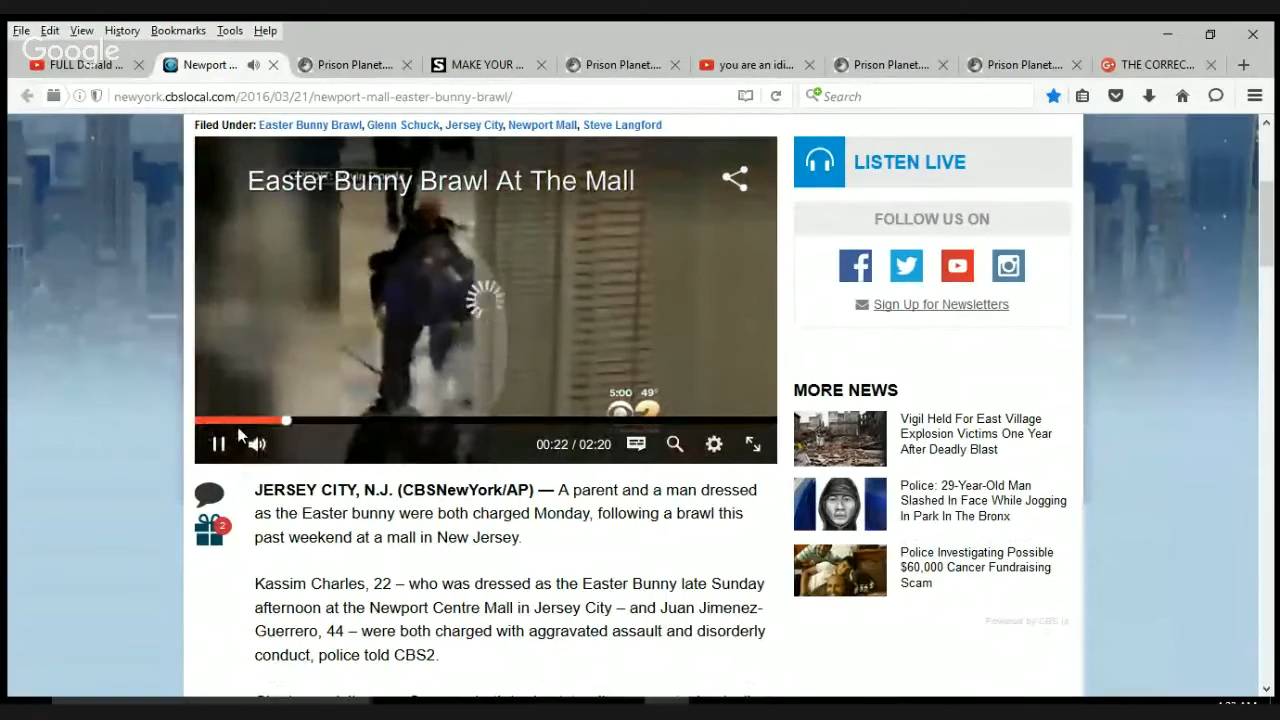 File Edit View History Bookmarks Tools Help
Google
FULL Donald ...
Newport ...
Prison Planet....
MAKE YOUR ...
Prison Planet....
you are an idi...
Prison Planet....
Prison Planet....
THE CORREC...
newyork.cbslocal.com/2016/03/21/newport-mall-easter-bunny-brawl/
Search
Filed Under: Easter Bunny Brawl, Glenn Schuck, Jersey City, Newport Mall, Steve Langford
Easter Bunny Brawl At The Mall
5:00 49°
2
00:22 / 02:20
LISTEN LIVE
FOLLOW US ON
Sign Up for Newsletters
MORE NEWS
Vigil Held For East Village
Explosion Victims One Year
After Deadly Blast
Police: 29-Year-Old Man
Slashed In Face While Jogging
In Park In The Bronx
Police Investigating Possible
$60,000 Cancer Fundraising
Scam
2
JERSEY CITY, N.J. (CBSNewYork/AP) — A parent and a man dressed
as the Easter bunny were both charged Monday, following a brawl this
past weekend at a mall in New Jersey.
Kassim Charles, 22 – who was dressed as the Easter Bunny late Sunday
afternoon at the Newport Centre Mall in Jersey City – and Juan Jimenez-
Guerrero, 44 – were both charged with aggravated assault and disorderly
conduct, police told CBS2.